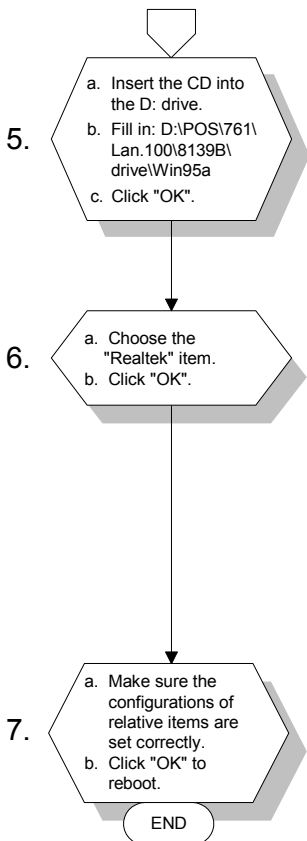 5.
a. Insert the CD into
the D: drive.
b. Fill in: D:\POS\761\
Lan.100\8139B\
drive\Win95a
c. Click "OK".
6.
a. Choose the
"Realtek" item.
b. Click "OK".
7.
a. Make sure the
configurations of
relative items are
set correctly.
b. Click "OK" to
reboot.
END